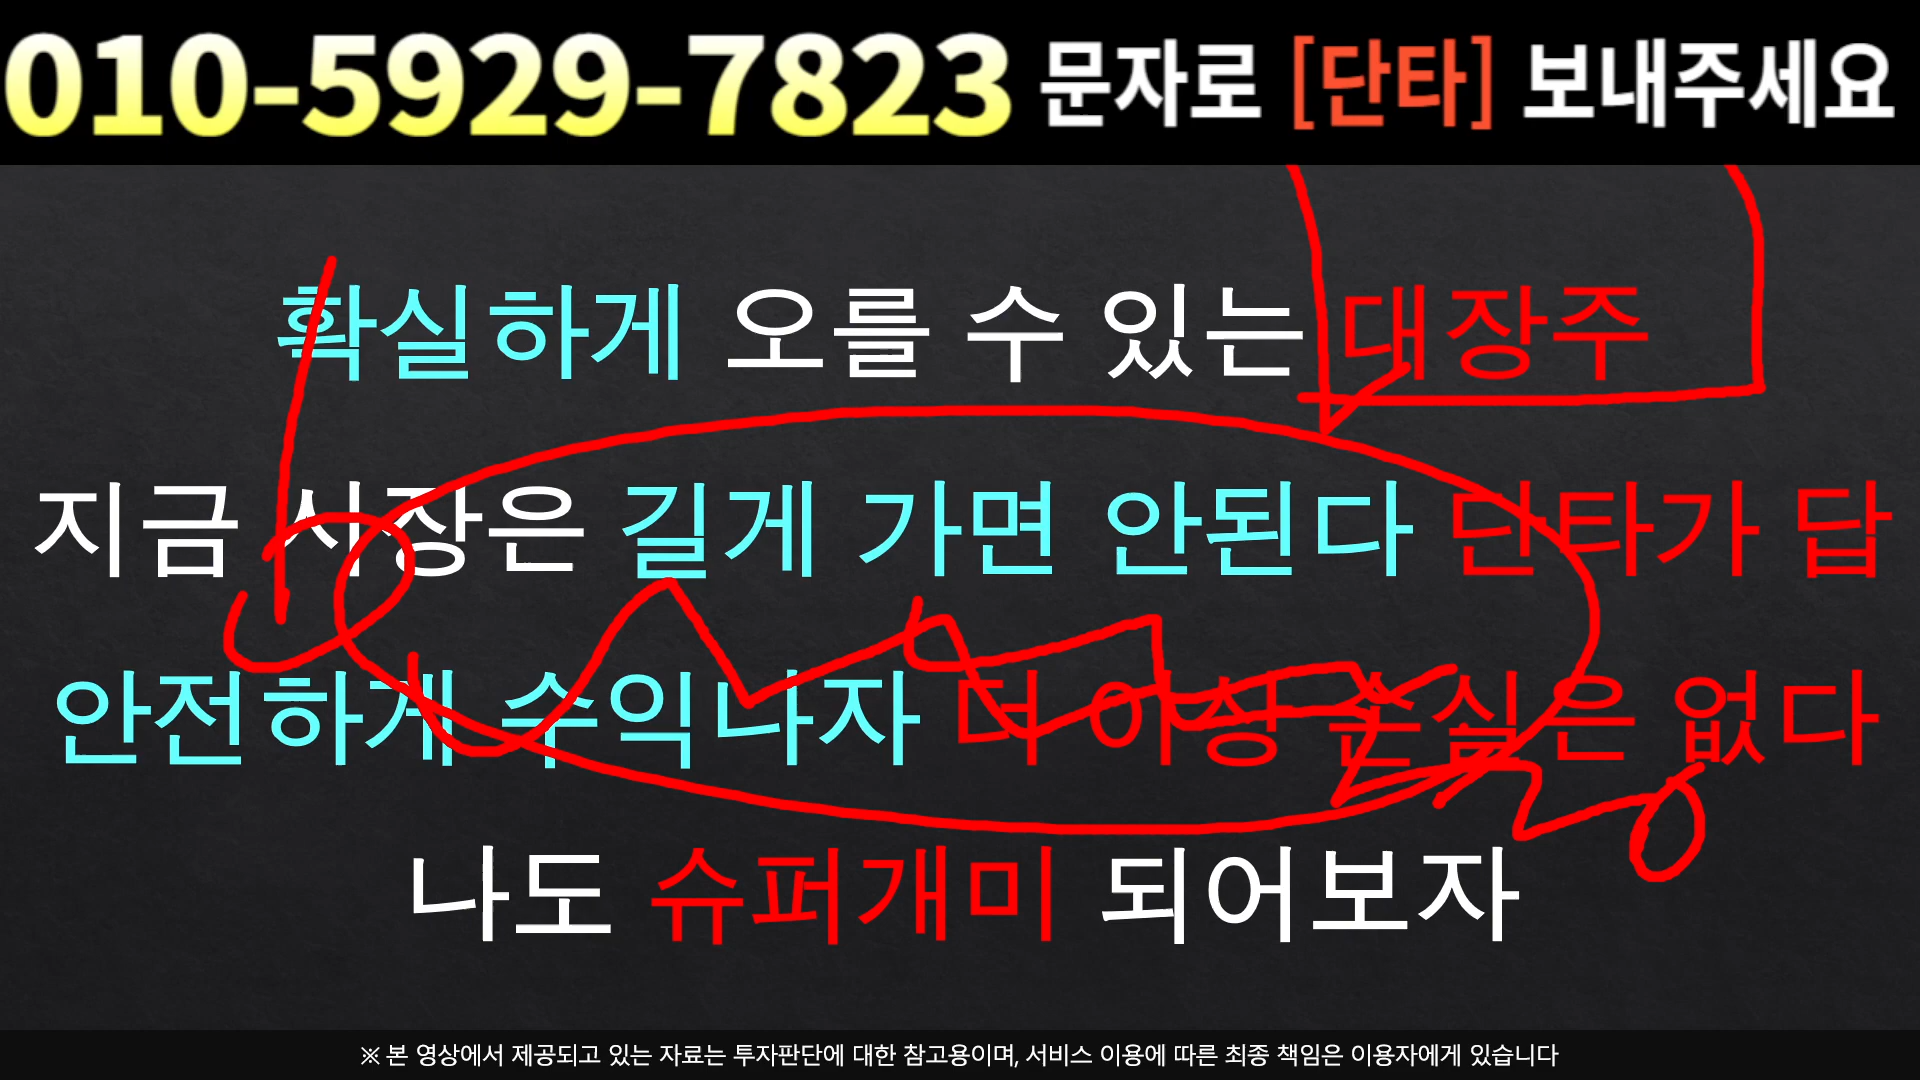 010-5929-7823 문자로 [단타] 보내주세요
확실하게 오를 수 있는 대장주
지금 시장은 길게 가면 안된다 단타가 답
안전하게 수익나자 더 이상 손실은 없다
나도 슈퍼개미 되어보자
※ 본 영상에서 제공되고 있는 자료는 투자판단에 대한 참고용이며, 서비스 이용에 따른 최종 책임은 이용자에게 있습니다